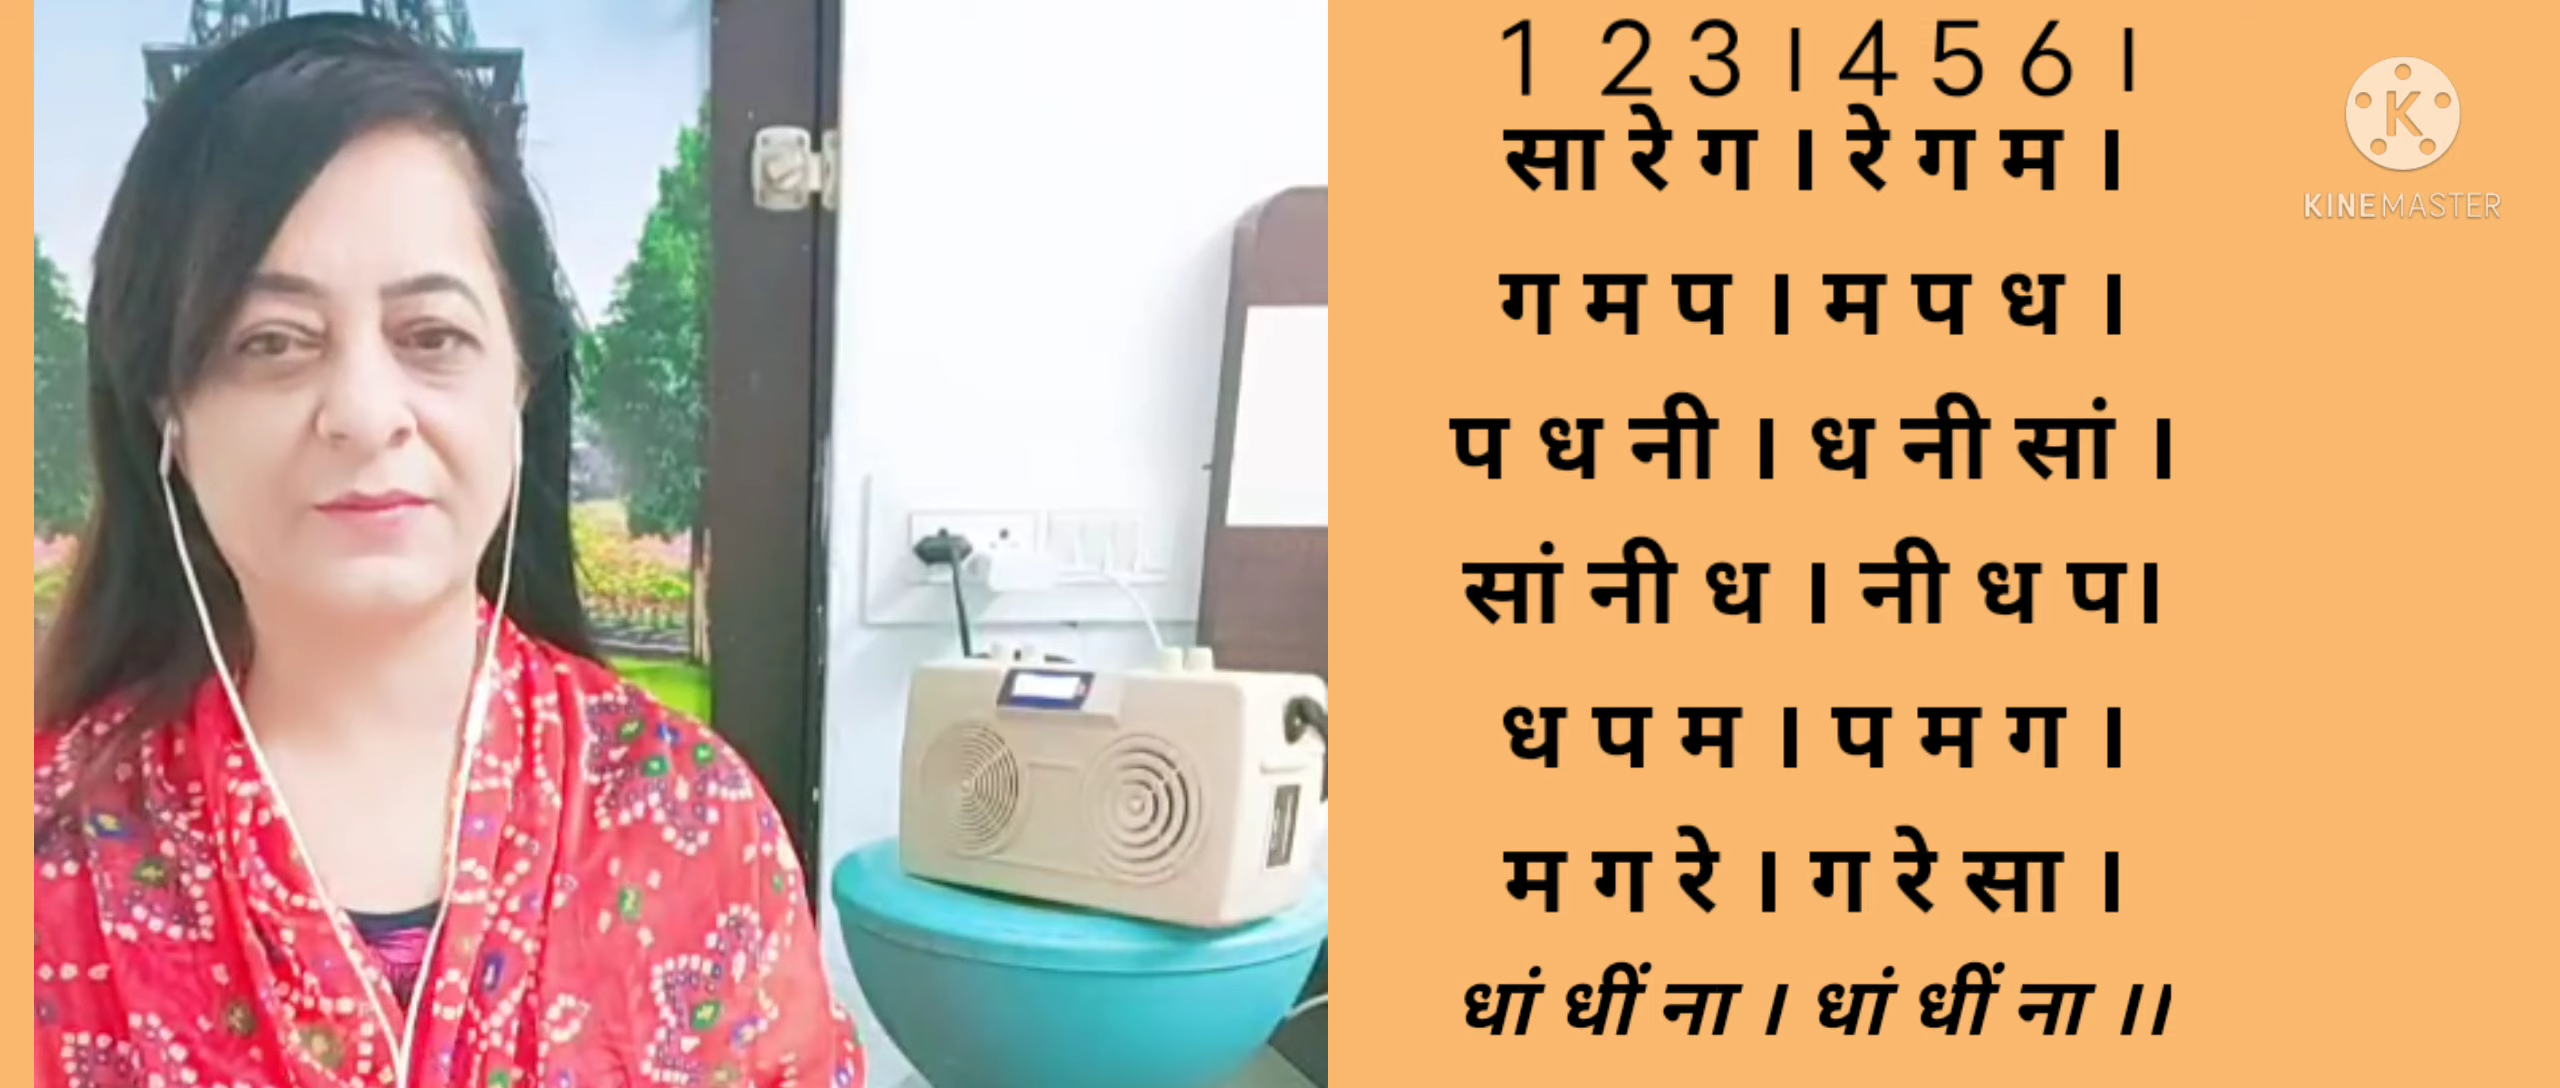 1 2 3 । 4 5 6 ।
सा रे ग । रे ग म ।
KINEMASTER
ग म प । म प ध ।
प ध नी । ध नी सां ।
सां नी ध । नी ध प।
ध प म । प म ग ।
म ग रे । ग रे सा ।
धां धीं ना । धां धीं ना ।।